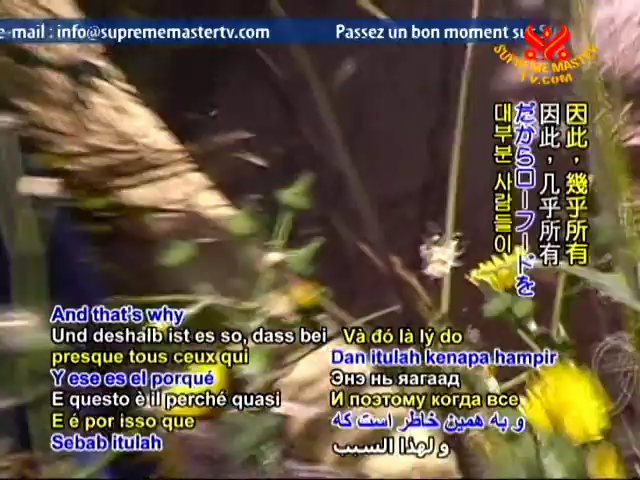 e-mail : info@suprememastertv.com
Passez un bon moment sur S
SUPREME MASTER
TV.COM
因此，幾乎所有
因此，几乎所有
だからローフードを
대부분 사람들이
And that's why
Und deshalb ist es so, dass bei
presque tous ceux qui
Y ese es el porqué
E questo è il perché quasi
E é por isso que
Sebab itulah
Và đó là lý do
Dan itulah kenapa hampir
Энэ нь яагаад
И поэтому когда все
و به همین خاطر است که
و لهذا السبب